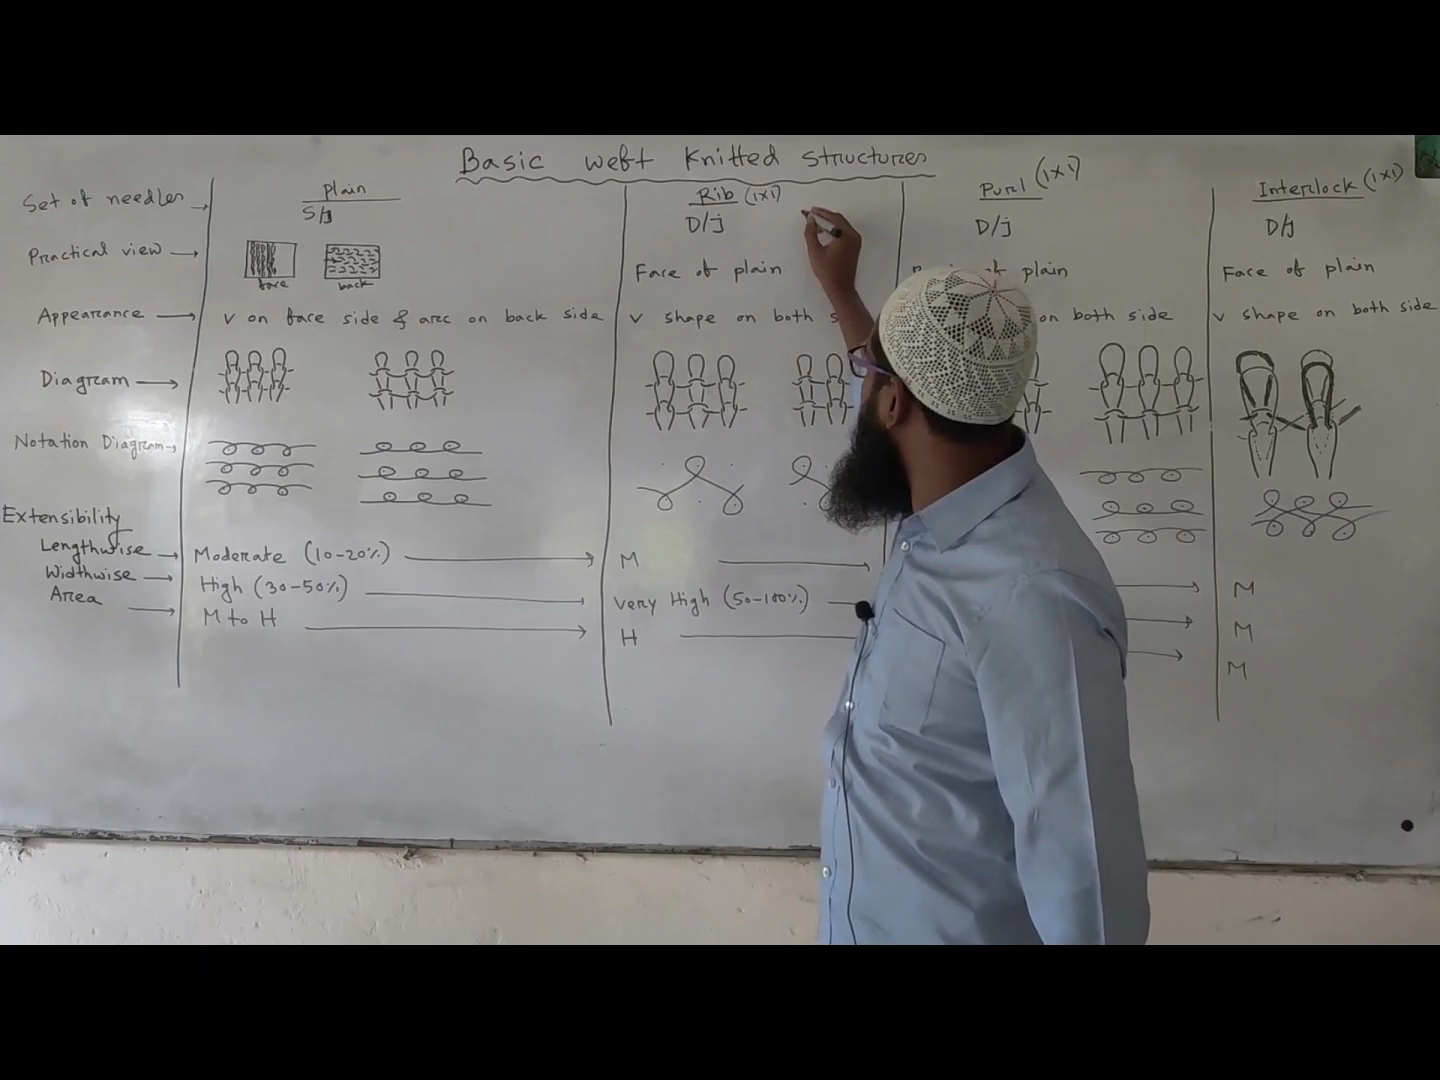 Basic weft Knitted Structures
Set of needles
plain
S/j
Rib (1x1)
D/j
Purl (1x1)
D/j
Interlock (1x1)
D/j
Practical view
face
back
Face of plain
plain
Face of plain
Appearance
V on face side & arc on back side
V shape on both
on both side
V shape on both side
Diagram
Notation Diagram
Extensibility
Lengthwise
Moderate (10-20%)
M
M
Widthwise
High (30-50%)
Very High (50-100%)
M
Area
M to H
H
M